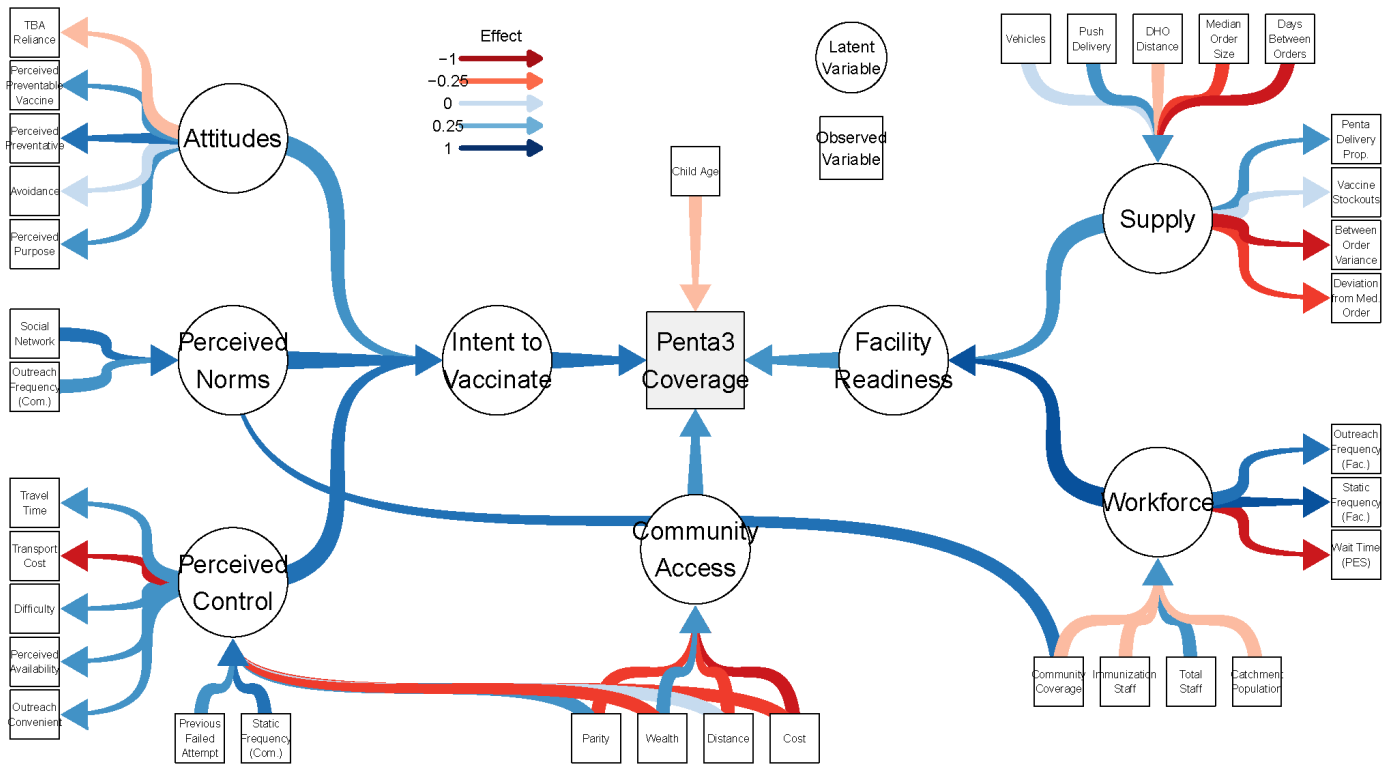 TBA
Reliance
Perceived
Preventable
Vaccine
Perceived
Preventative
Avoidance
Perceived
Purpose
Attitudes
Effect
−1
−0.25
0
0.25
1
Latent
Variable
Observed
Variable
Child Age
Vehicles
Push
Delivery
DHO
Distance
Median
Order
Size
Days
Between
Orders
Supply
Penta
Delivery
Prop.
Vaccine
Stockouts
Between
Order
Variance
Deviation
from Med.
Order
Social
Network
Outreach
Frequency
(Com.)
Perceived
Norms
Intent to
Vaccinate
Penta3
Coverage
Facility
Readiness
Travel
Time
Transport
Cost
Difficulty
Perceived
Availability
Outreach
Convenient
Perceived
Control
Community
Access
Workforce
Outreach
Frequency
(Fac.)
Static
Frequency
(Fac.)
Wait Time
(PES)
Previous
Failed
Attempt
Static
Frequency
(Com.)
Parity
Wealth
Distance
Cost
Community
Coverage
Immunization
Staff
Total
Staff
Catchment
Population